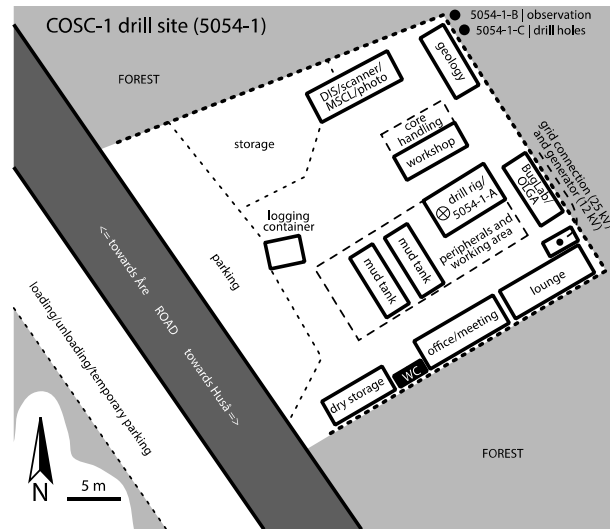 COSC-1 drill site (5054-1)
5054-1-B | observation
5054-1-C | drill holes
FOREST
DIS/scanner/
MSCL/photo
geology
storage
core
handling
workshop
grid connection (25 kV)
and generator (12 kV)
BugLab/
OLGA
drill rig/
5054-1-A
logging
container
parking
peripherals and
working area
mud tank
mud tank
lounge
office/meeting
WC
dry storage
<= towards Åre
ROAD
towards Huså =>
loading/unloading/temporary parking
FOREST
N
5 m